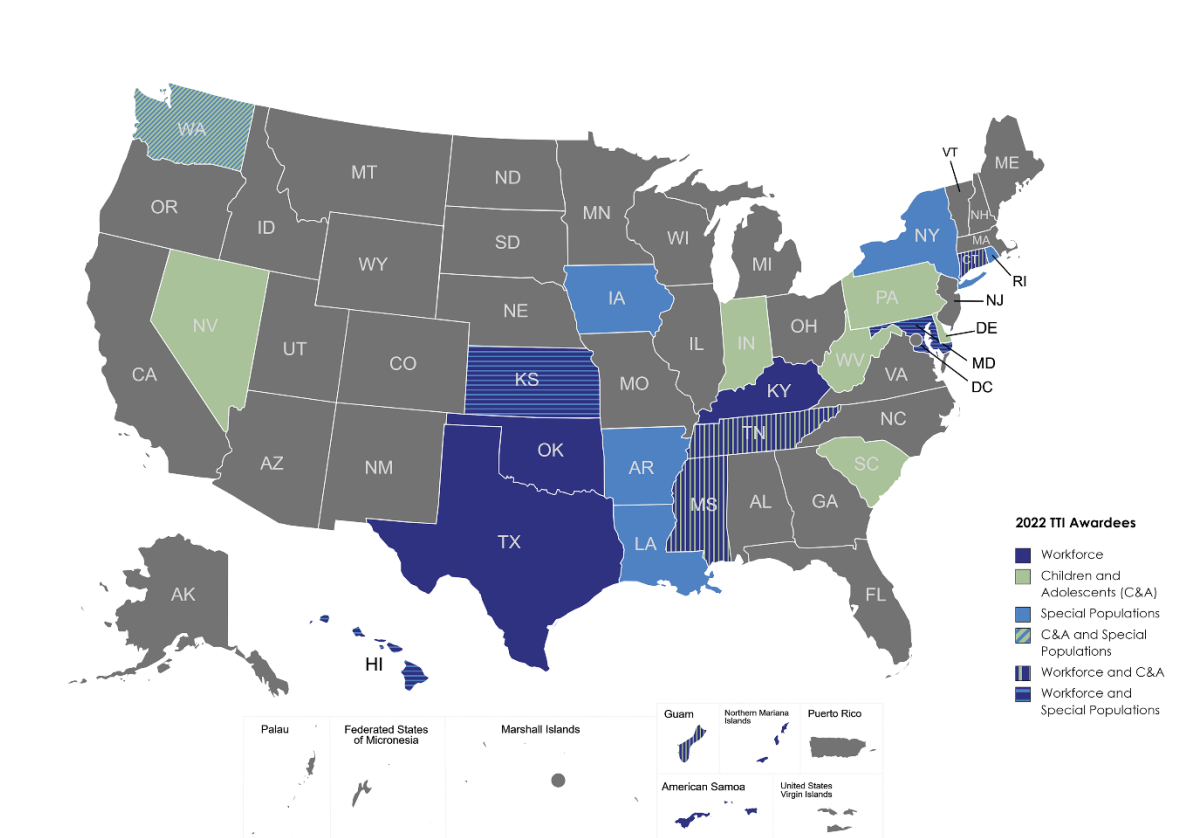 WA
MT
ND
MN
VT
ME
OR
ID
SD
WI
MI
NY
NH
MA
CT
RI
WY
IA
NE
PA
NJ
NV
UT
CO
IL
IN
OH
DE
WV
MD
DC
CA
KS
MO
KY
VA
AZ
NM
OK
AR
TN
NC
SC
MS
AL
GA
TX
LA
FL
AK
HI
2022 TTI Awardees
Workforce
Children and
Adolescents (C&A)
Special Populations
C&A and Special
Populations
Workforce and C&A
Workforce and
Special Populations
Palau
Federated States
of Micronesia
Marshall Islands
Guam
Northern Mariana
Islands
Puerto Rico
American Samoa
United States
Virgin Islands